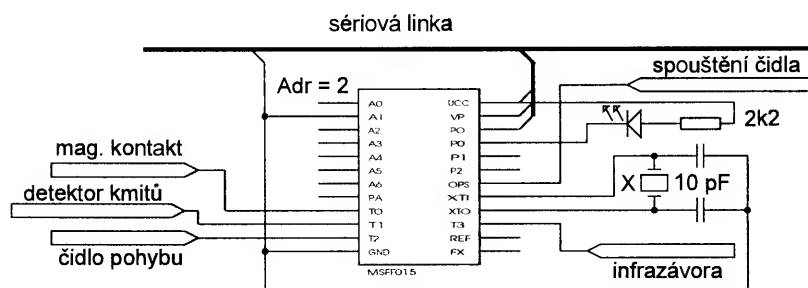 sériová linka
spouštění čidla
Adr = 2
2k2
mag. kontakt
detektor kmitů
čidlo pohybu
X
10 pF
infrazávora
A0
A1
A2
A3
A4
A5
A6
PA
T0
T1
T2
GND
UCC
VP
PO
P0
P1
P2
OPS
XTI
XTO
T3
REF
FX
MSFF015